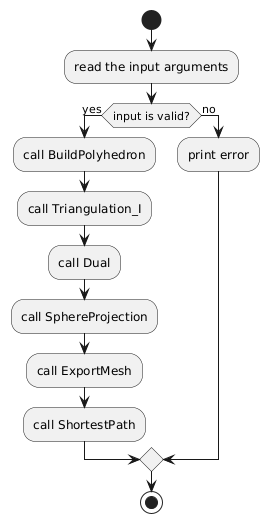 read the input arguments
input is valid?
yes
no
call BuildPolyhedron
print error
call Triangulation_I
call Dual
call SphereProjection
call ExportMesh
call ShortestPath